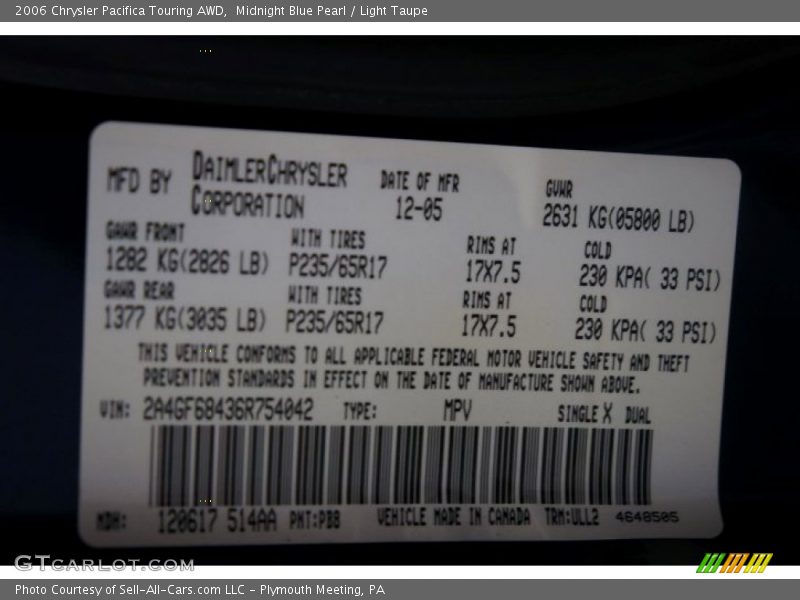 2006 Chrysler Pacifica Touring AWD,  Midnight Blue Pearl / Light Taupe
MFD BY DAIMLERCHRYSLER CORPORATION DATE OF MFR 12-05 GVWR 2631 KG(05800 LB)
GAWR FRONT WITH TIRES RIMS AT COLD
1282 KG(2826 LB) P235/65R17 17X7.5 230 KPA( 33 PSI)
GAWR REAR WITH TIRES RIMS AT COLD
1377 KG(3035 LB) P235/65R17 17X7.5 230 KPA( 33 PSI)
THIS VEHICLE CONFORMS TO ALL APPLICABLE FEDERAL MOTOR VEHICLE SAFETY AND THEFT
PREVENTION STANDARDS IN EFFECT ON THE DATE OF MANUFACTURE SHOWN ABOVE.
VIN: 2A4GF68436R754042 TYPE: MPV SINGLE X DUAL
MDH: 120617 514AA PNT:PB8 VEHICLE MADE IN CANADA TRM:ULL2 4648505
GTCARLOT.COM
Photo Courtesy of Sell-All-Cars.com LLC - Plymouth Meeting, PA